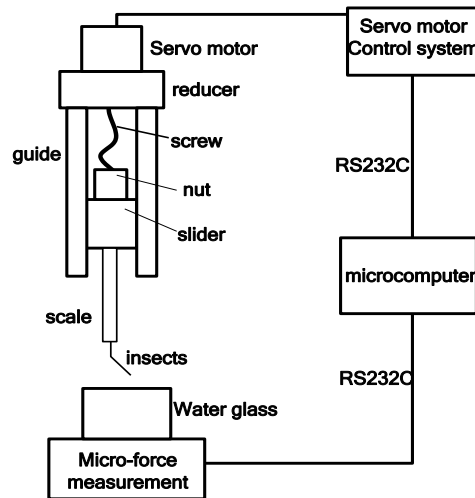 Servo motor
Servo motor
Control system
reducer
screw
guide
RS232C
nut
slider
microcomputer
scale
insects
RS232C
Water glass
Micro-force
measurement